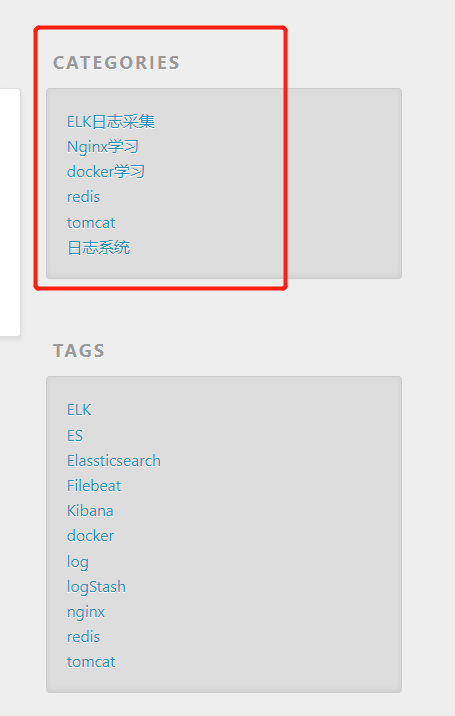 CATEGORIES
ELK日志采集
Nginx学习
docker学习
redis
tomcat
日志系统
TAGS
ELK
ES
Elassticsearch
Filebeat
Kibana
docker
log
logStash
nginx
redis
tomcat